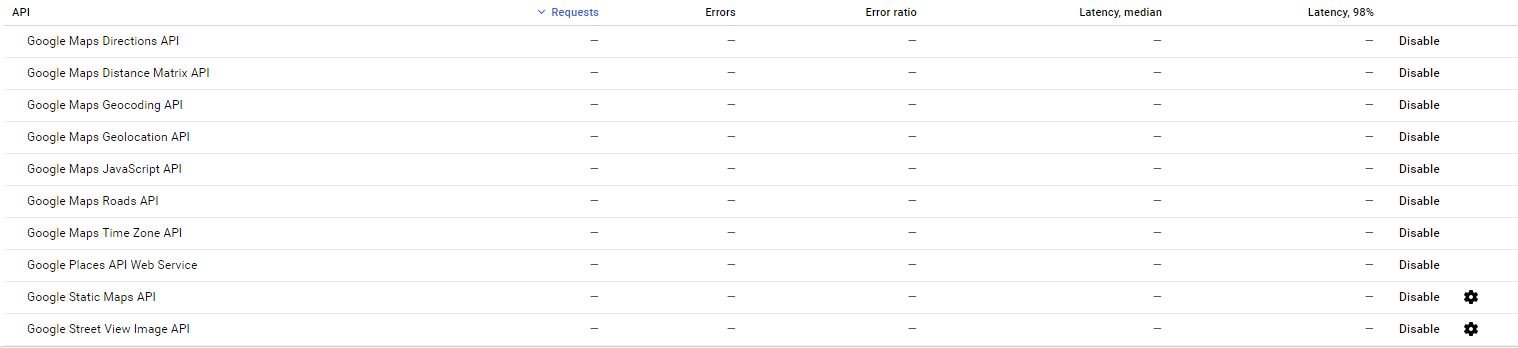 API Requests Errors Error ratio Latency, median Latency, 98%
Google Maps Directions API — — — — — Disable
Google Maps Distance Matrix API — — — — — Disable
Google Maps Geocoding API — — — — — Disable
Google Maps Geolocation API — — — — — Disable
Google Maps JavaScript API — — — — — Disable
Google Maps Roads API — — — — — Disable
Google Maps Time Zone API — — — — — Disable
Google Places API Web Service — — — — — Disable
Google Static Maps API — — — — — Disable
Google Street View Image API — — — — — Disable